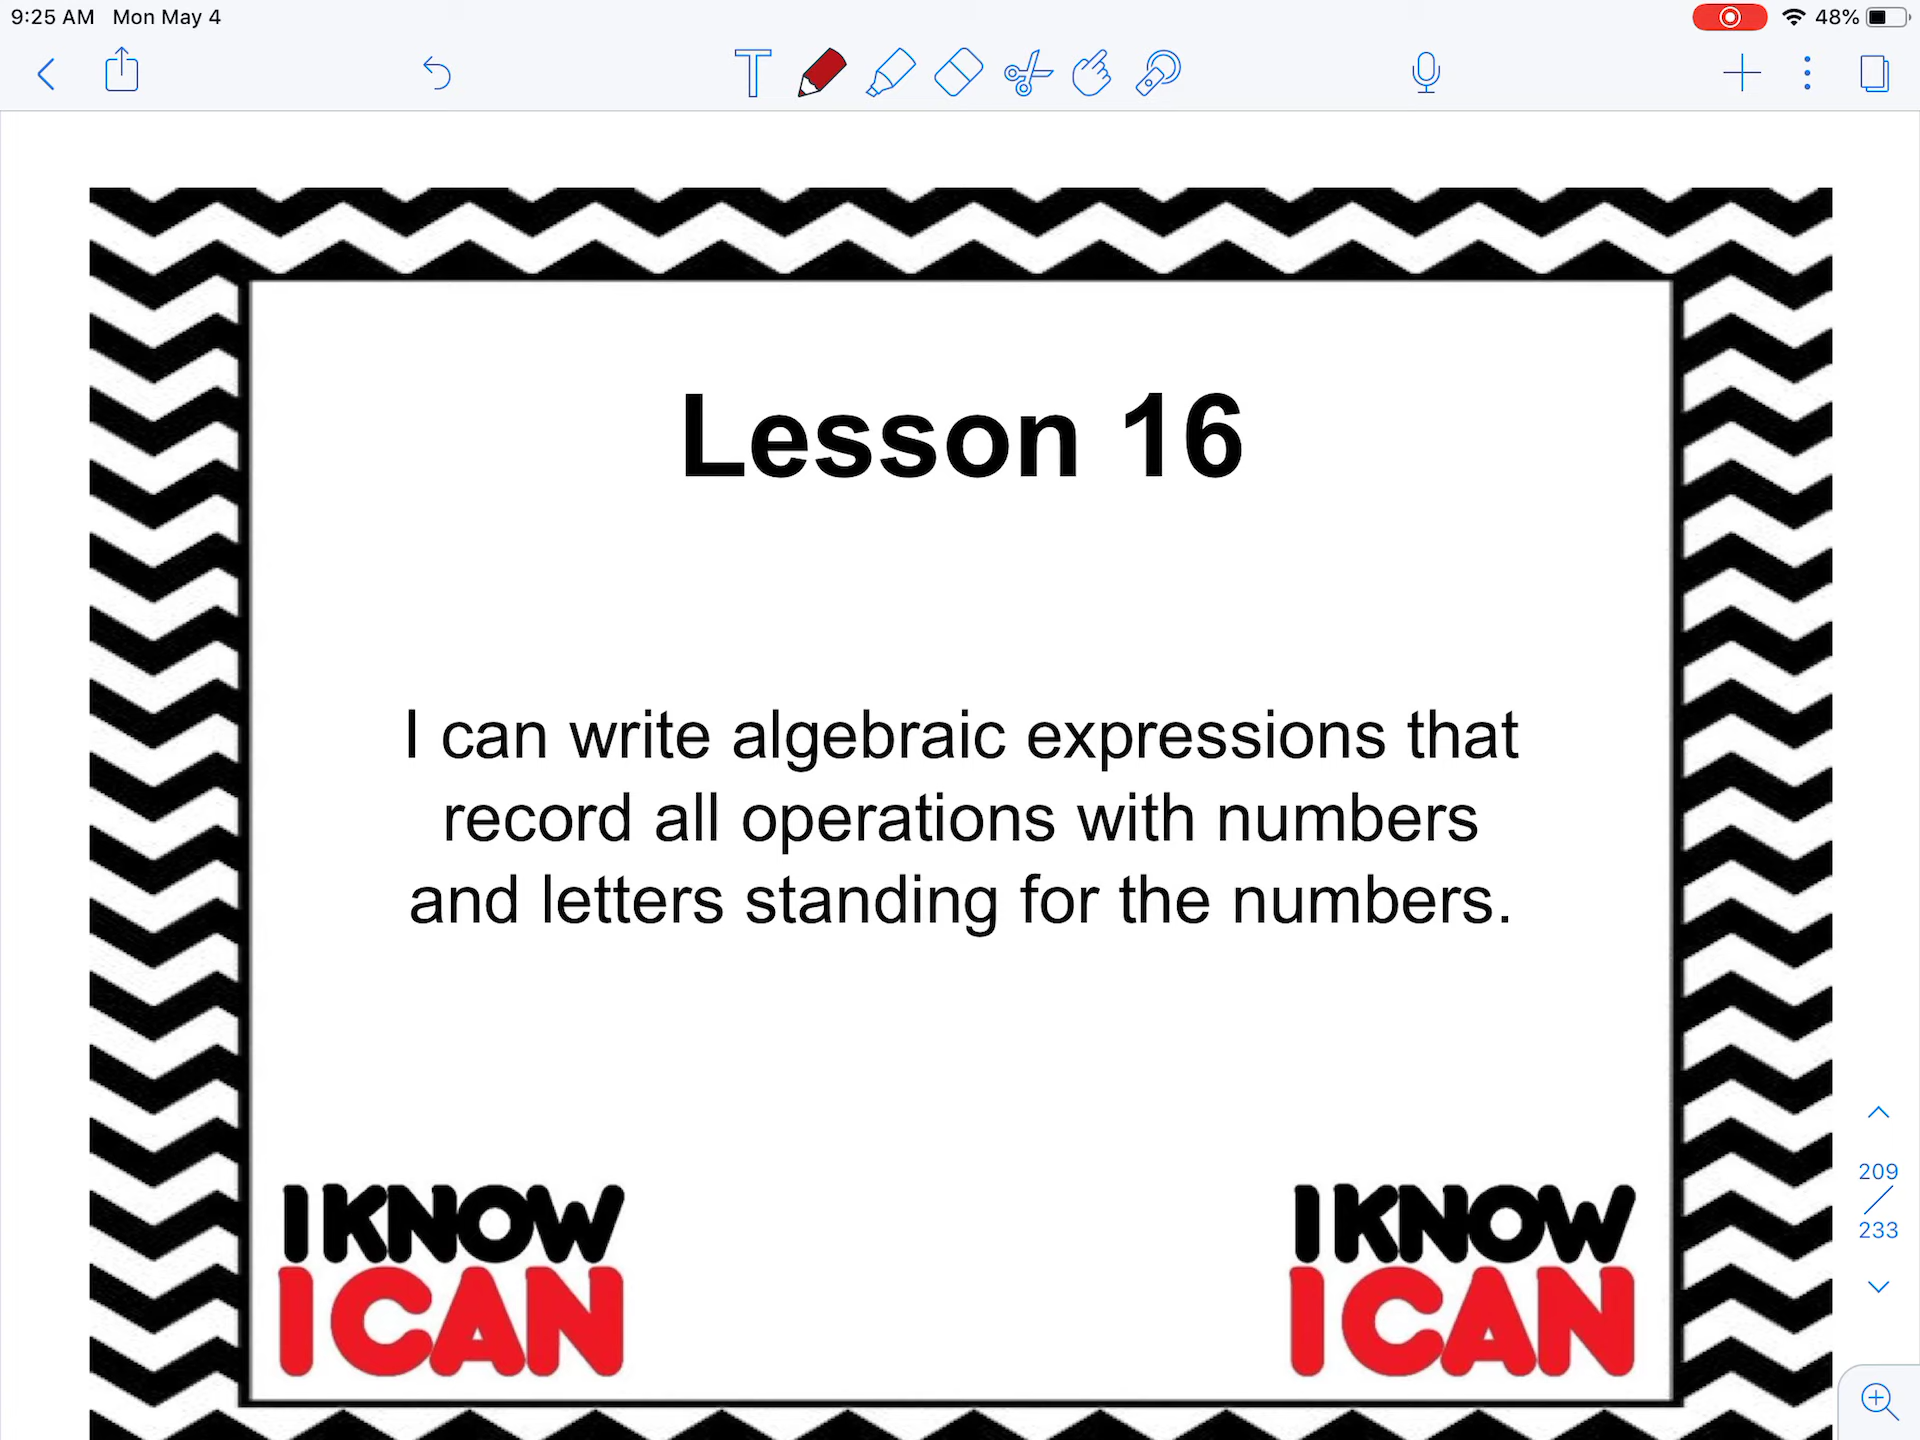 9:25 AM Mon May 4
48%
T
Lesson 16
I can write algebraic expressions that
record all operations with numbers
and letters standing for the numbers.
I KNOW
I CAN
I KNOW
I CAN
209
/
233